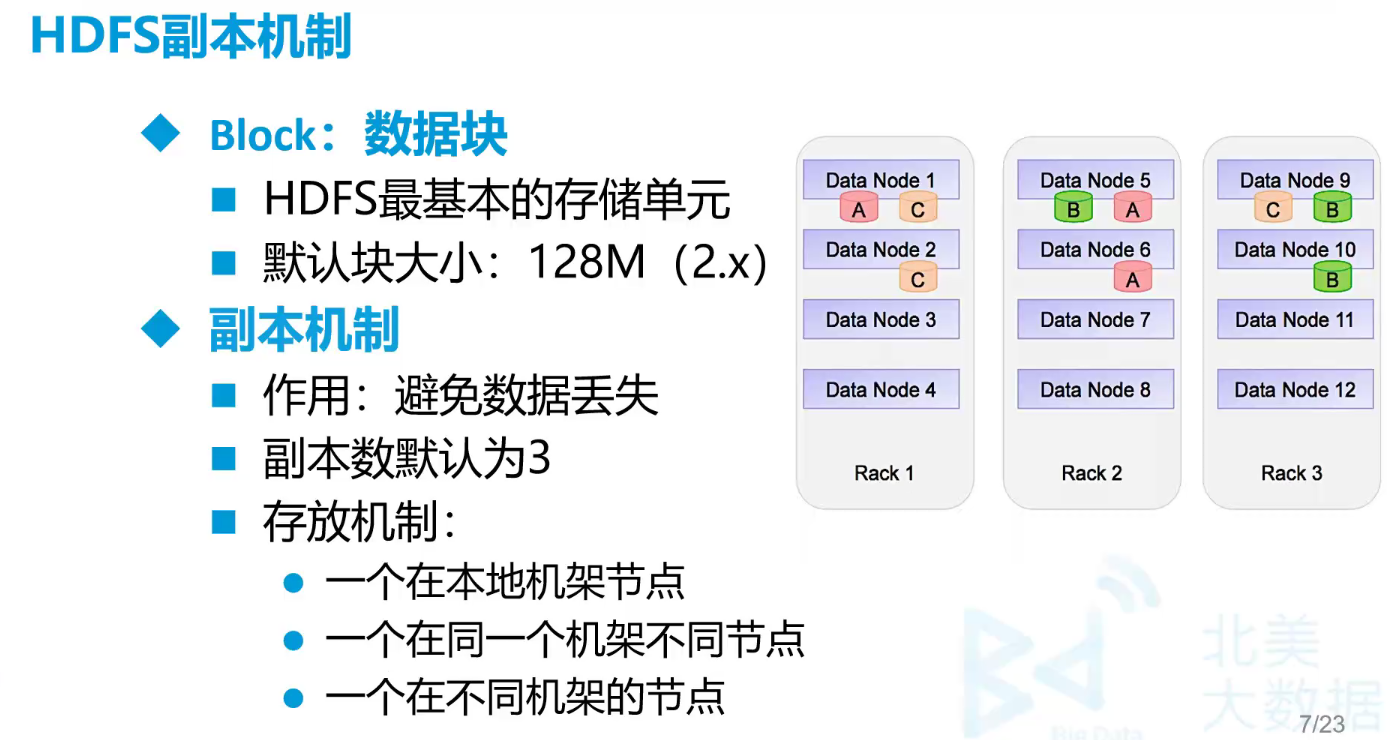 HDFS副本机制
Block：数据块
HDFS最基本的存储单元
默认块大小：128M（2.x）
副本机制
作用：避免数据丢失
副本数默认为3
存放机制：
一个在本地机架节点
一个在同一个机架不同节点
一个在不同机架的节点
Data Node 1
A C
Data Node 2
C
Data Node 3
Data Node 4
Rack 1
Data Node 5
B A
Data Node 6
A
Data Node 7
Data Node 8
Rack 2
Data Node 9
C B
Data Node 10
B
Data Node 11
Data Node 12
Rack 3
Bd
Big Data
北美
大数据
7/23